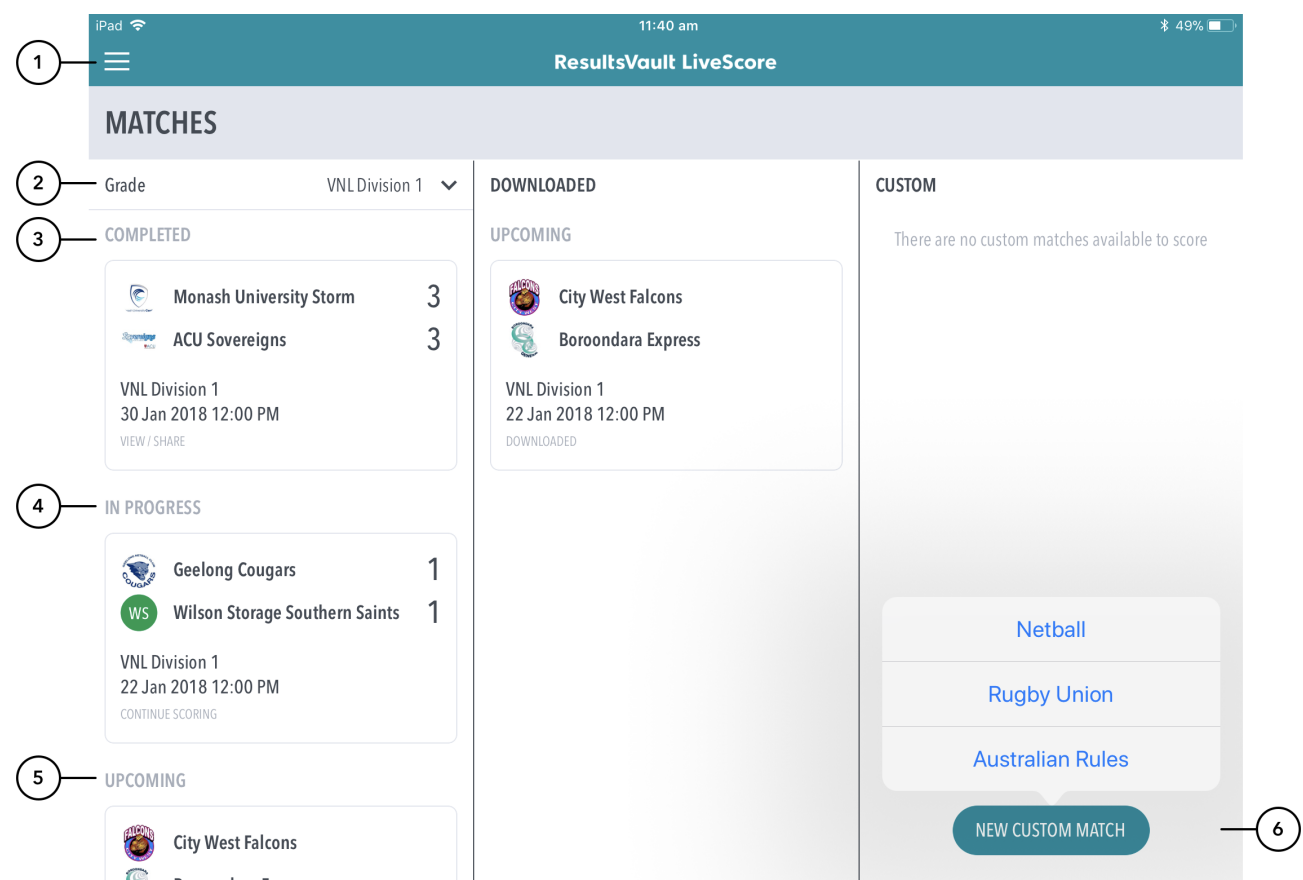 iPad 11:40 am 49%
1
ResultsVault LiveScore
MATCHES
2
Grade VNL Division 1
3
COMPLETED
Monash University Storm 3
ACU Sovereigns 3
VNL Division 1
30 Jan 2018 12:00 PM
VIEW / SHARE
4
IN PROGRESS
COUGARS
Geelong Cougars 1
WS Wilson Storage Southern Saints 1
VNL Division 1
22 Jan 2018 12:00 PM
CONTINUE SCORING
5
UPCOMING
FALCONS
City West Falcons
DOWNLOADED
UPCOMING
FALCONS
City West Falcons
Boroondara Express
VNL Division 1
22 Jan 2018 12:00 PM
DOWNLOADED
CUSTOM
There are no custom matches available to score
Netball
Rugby Union
Australian Rules
NEW CUSTOM MATCH
6